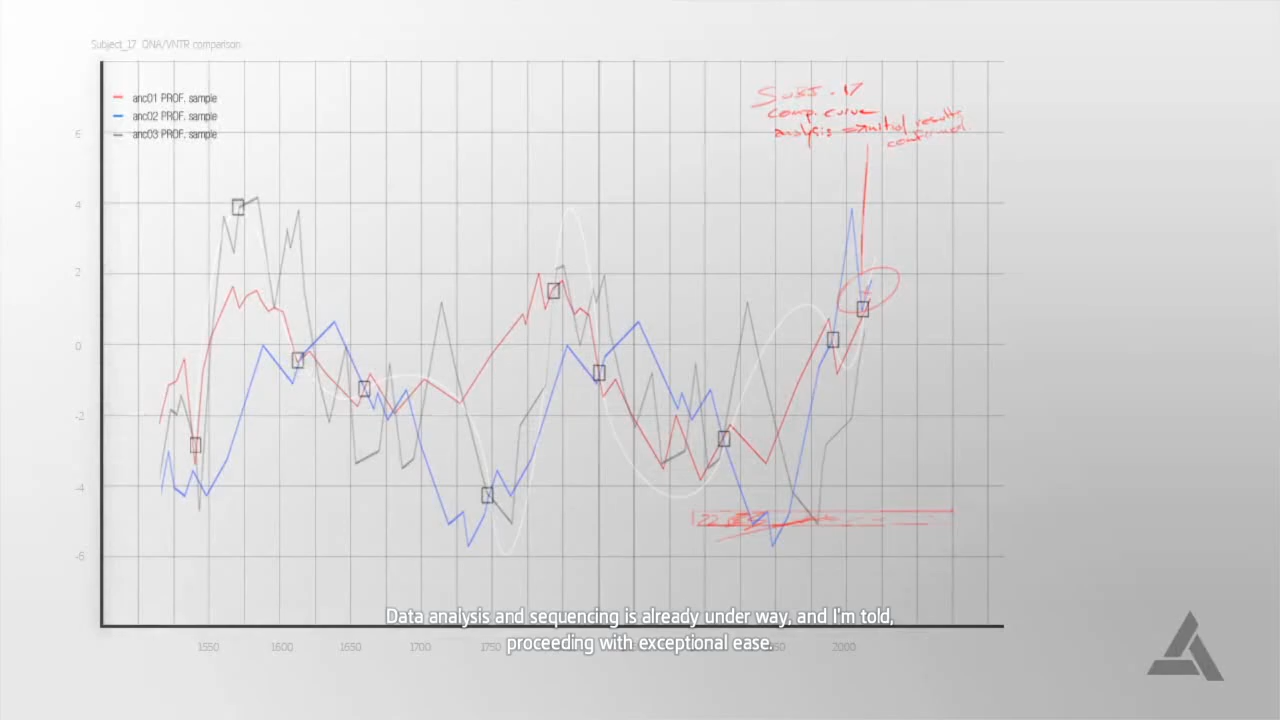 Subject_17 DNA/VNTR comparison
anc01 PROF. sample
anc02 PROF. sample
anc03 PROF. sample
SUBJ. 17
comp. curve
analysis results
confirmed.
6
4
2
0
-2
-4
-6
Data analysis and sequencing is already under way, and I'm told,
proceeding with exceptional ease.
1550 1600 1650 1700 1750 2000